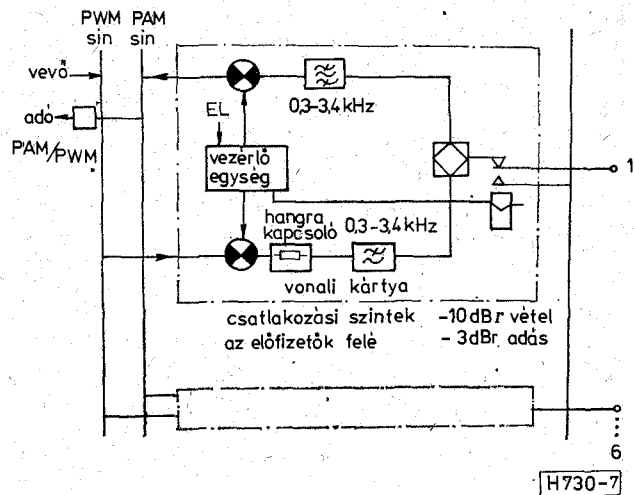 PWM PAM
sin sin
vevő
0,3-3,4 kHz
adó
EL
PAM/PWM
vezérlő
egység
1
hangra
kapcsoló
0,3-3,4 kHz
vonali kártya
csatlakozási szintek -10 dBr vétel
az előfizetők felé - 3 dBr adás
6
H730-7